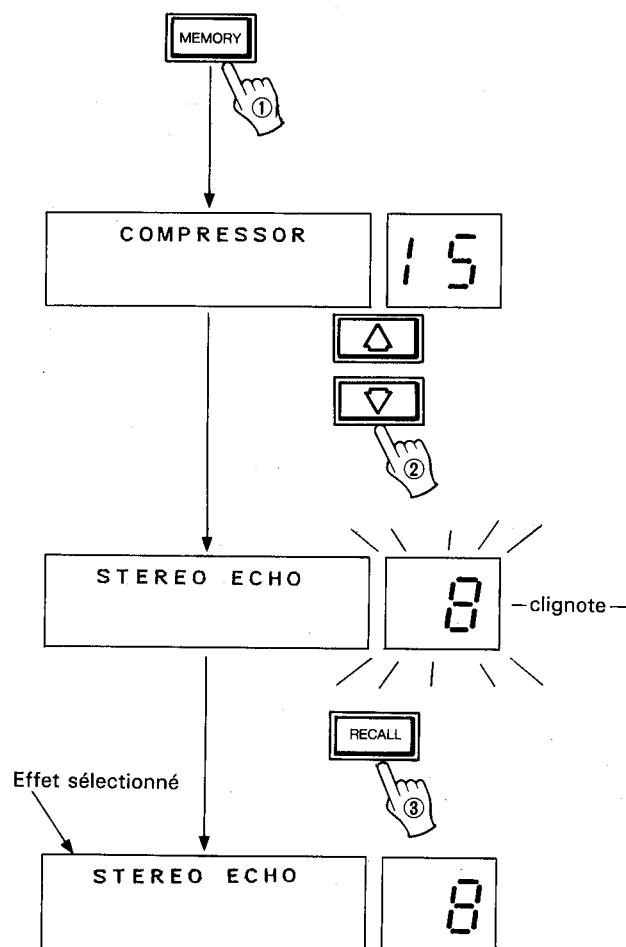 MEMORY
①
COMPRESSOR 15
②
STEREO ECHO 8 —clignote—
RECALL
③
Effet sélectionné
STEREO ECHO 8